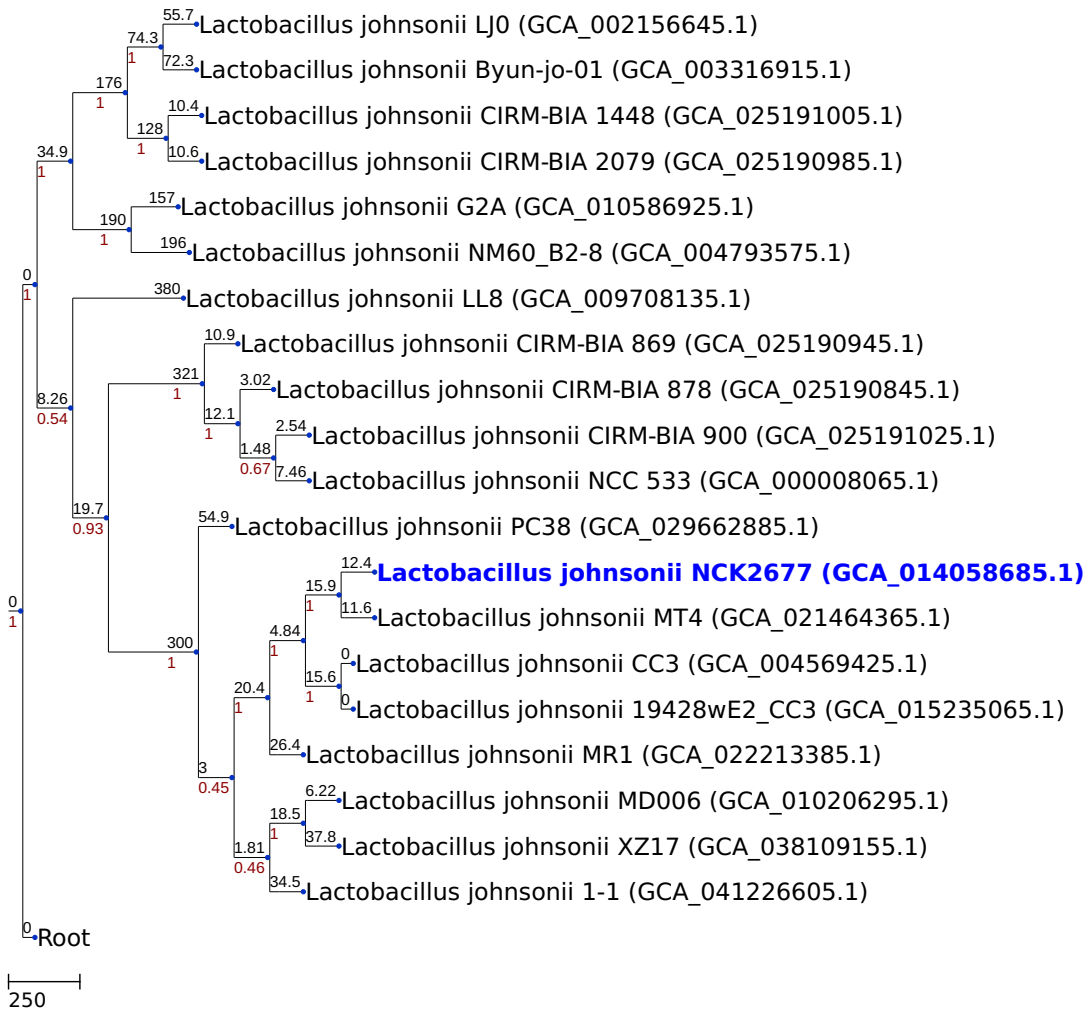 55.7
Lactobacillus johnsonii LJ0 (GCA_002156645.1)
74.3
1
72.3
Lactobacillus johnsonii Byun-jo-01 (GCA_003316915.1)
176
1
10.4
Lactobacillus johnsonii CIRM-BIA 1448 (GCA_025191005.1)
128
1
10.6
Lactobacillus johnsonii CIRM-BIA 2079 (GCA_025190985.1)
34.9
1
157
Lactobacillus johnsonii G2A (GCA_010586925.1)
190
1
196
Lactobacillus johnsonii NM60_B2-8 (GCA_004793575.1)
0
1
380
Lactobacillus johnsonii LL8 (GCA_009708135.1)
10.9
Lactobacillus johnsonii CIRM-BIA 869 (GCA_025190945.1)
321
1
3.02
Lactobacillus johnsonii CIRM-BIA 878 (GCA_025190845.1)
8.26
0.54
12.1
1
2.54
Lactobacillus johnsonii CIRM-BIA 900 (GCA_025191025.1)
1.48
0.67
7.46
Lactobacillus johnsonii NCC 533 (GCA_000008065.1)
19.7
0.93
54.9
Lactobacillus johnsonii PC38 (GCA_029662885.1)
12.4
Lactobacillus johnsonii NCK2677 (GCA_014058685.1)
15.9
1
11.6
Lactobacillus johnsonii MT4 (GCA_021464365.1)
0
1
4.84
1
300
1
0
Lactobacillus johnsonii CC3 (GCA_004569425.1)
15.6
1
0
Lactobacillus johnsonii 19428wE2_CC3 (GCA_015235065.1)
20.4
1
26.4
Lactobacillus johnsonii MR1 (GCA_022213385.1)
3
0.45
6.22
Lactobacillus johnsonii MD006 (GCA_010206295.1)
18.5
1
37.8
Lactobacillus johnsonii XZ17 (GCA_038109155.1)
1.81
0.46
34.5
Lactobacillus johnsonii 1-1 (GCA_041226605.1)
0
Root
250